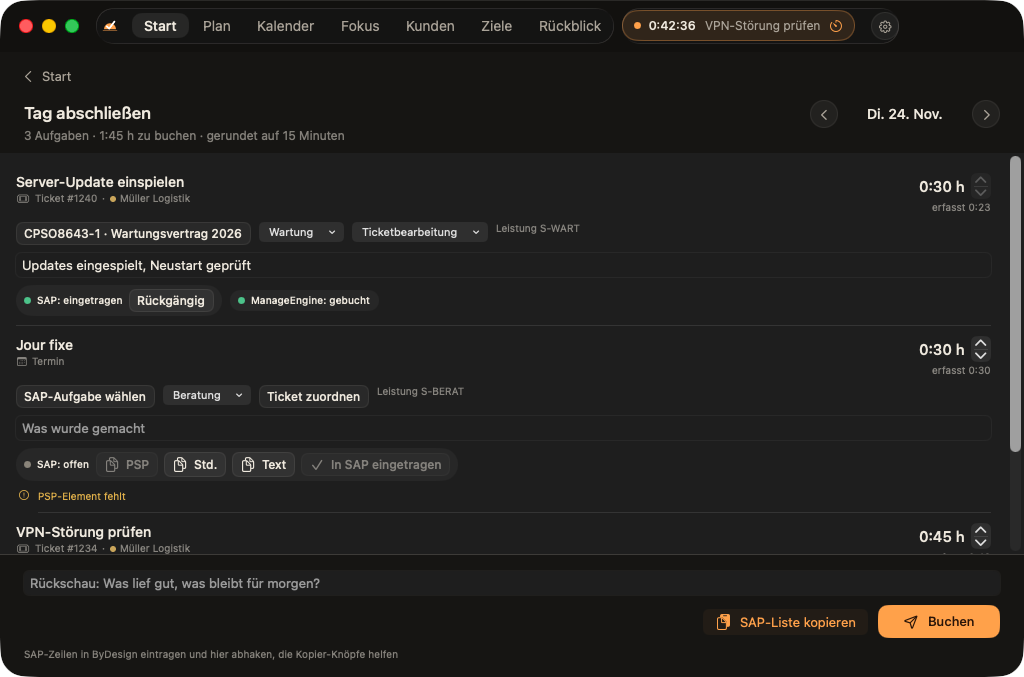 Start Plan Kalender Fokus Kunden Ziele Rückblick 0:42:36 VPN-Störung prüfen
Start
Tag abschließen
Di. 24. Nov.
3 Aufgaben · 1:45 h zu buchen · gerundet auf 15 Minuten
Server-Update einspielen
0:30 h
Ticket #1240 · Müller Logistik
erfasst 0:23
CPSO8643-1 · Wartungsvertrag 2026 Wartung Ticketbearbeitung Leistung S-WART
Updates eingespielt, Neustart geprüft
SAP: eingetragen Rückgängig ManageEngine: gebucht
Jour fixe
0:30 h
Termin
erfasst 0:30
SAP-Aufgabe wählen Beratung Ticket zuordnen Leistung S-BERAT
Was wurde gemacht
SAP: offen PSP Std. Text In SAP eingetragen
PSP-Element fehlt
VPN-Störung prüfen
0:45 h
Ticket #1234 · Müller Logistik
Rückschau: Was lief gut, was bleibt für morgen?
SAP-Liste kopieren Buchen
SAP-Zeilen in ByDesign eintragen und hier abhaken, die Kopier-Knöpfe helfen